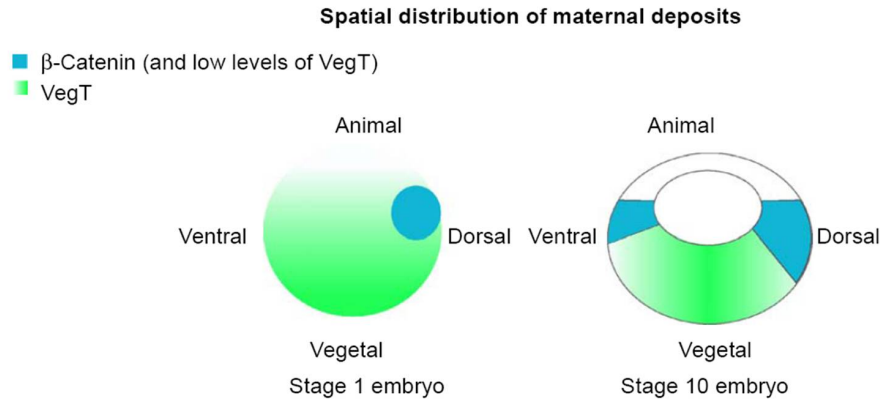 Spatial distribution of maternal deposits
β-Catenin (and low levels of VegT)
VegT
Animal
Animal
Ventral
Dorsal
Ventral
Dorsal
Vegetal
Vegetal
Stage 1 embryo
Stage 10 embryo